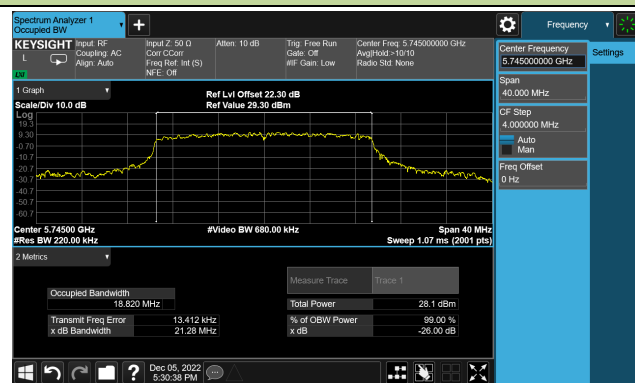 Spectrum Analyzer 1
Occupied BW
Frequency
KEYSIGHT
L
LXI
Input: RF
Coupling: AC
Align: Auto
Input Z: 50 Ω
Corr CCorr
Freq Ref: Int (S)
NFE: Off
Atten: 10 dB
Trig: Free Run
Gate: Off
#IF Gain: Low
Center Freq: 5.745000000 GHz
Avg|Hold:>10/10
Radio Std: None
Center Frequency
5.745000000 GHz
Settings
Span
40.000 MHz
CF Step
4.000000 MHz
Auto
Man
Freq Offset
0 Hz
1 Graph
Scale/Div 10.0 dB
Ref Lvl Offset 22.30 dB
Ref Value 29.30 dBm
Log
19.3
9.30
-0.70
-10.7
-20.7
-30.7
-40.7
-50.7
-60.7
Center 5.74500 GHz
#Video BW 680.00 kHz
Span 40 MHz
#Res BW 220.00 kHz
Sweep 1.07 ms (2001 pts)
2 Metrics
Measure Trace
Trace 1
Occupied Bandwidth
18.820 MHz
Total Power
28.1 dBm
Transmit Freq Error
13.412 kHz
% of OBW Power
99.00 %
x dB Bandwidth
21.28 MHz
x dB
-26.00 dB
Dec 05, 2022
5:30:38 PM